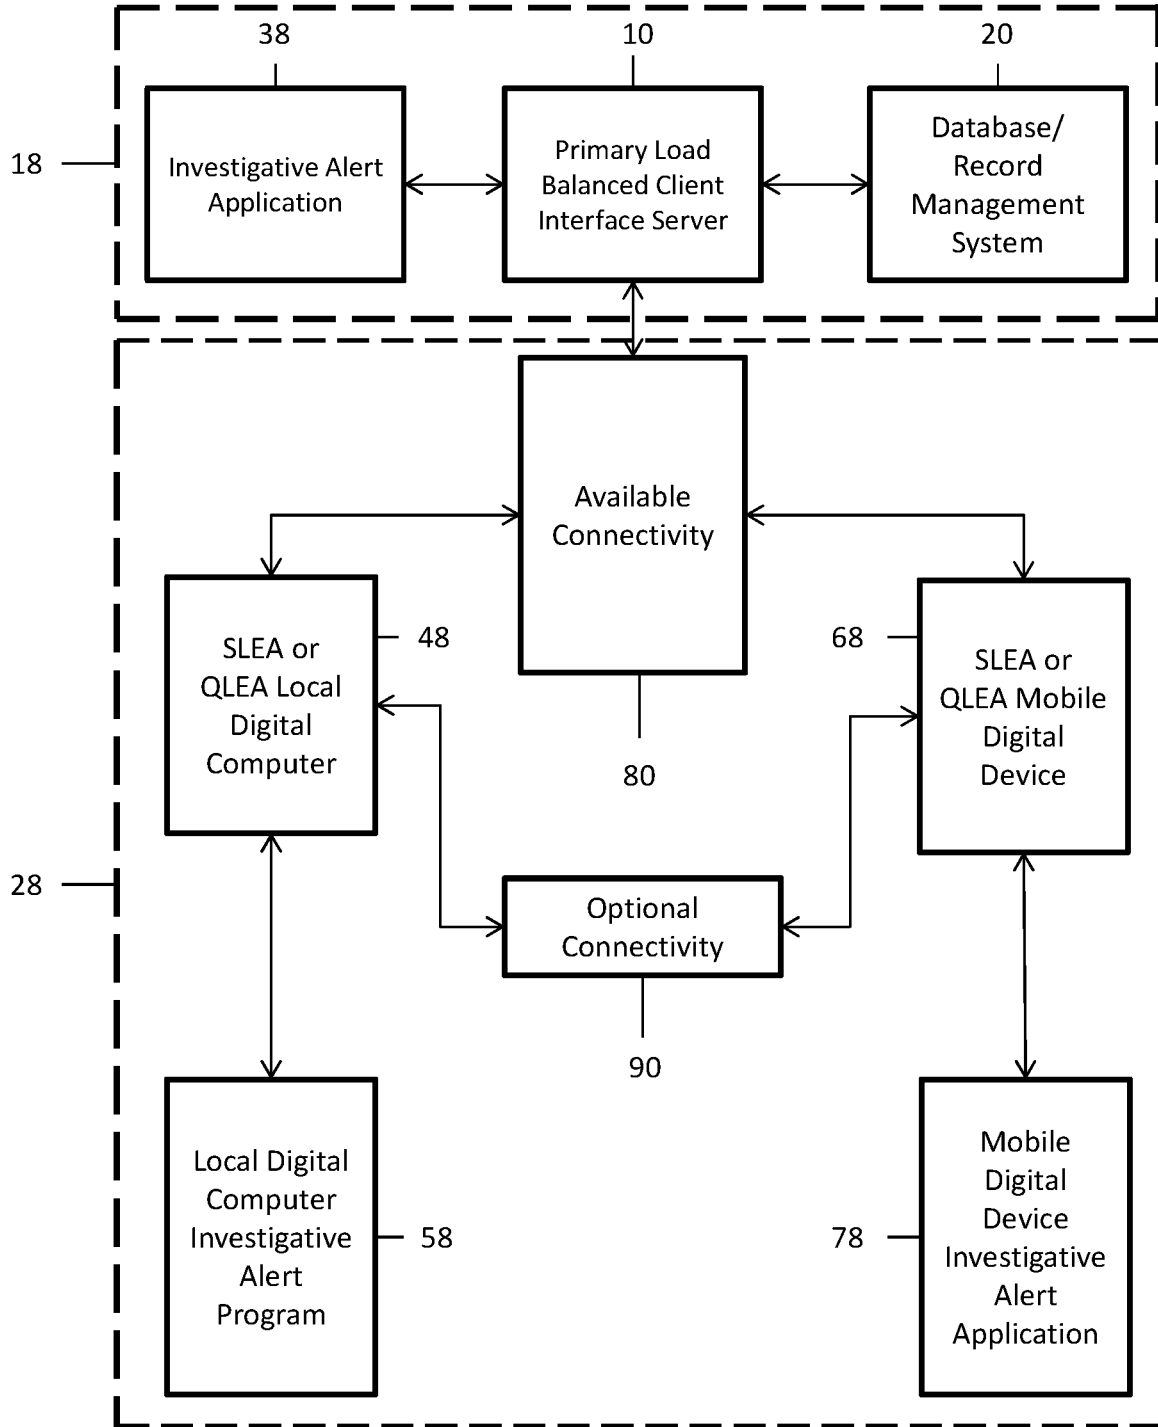 38
10
20
18
Investigative Alert
Application
Primary Load
Balanced Client
Interface Server
Database/
Record
Management
System
Available
Connectivity
SLEA or
QLEA Local
Digital
Computer
48
68
SLEA or
QLEA Mobile
Digital
Device
80
28
Optional
Connectivity
90
Local Digital
Computer
Investigative
Alert
Program
58
78
Mobile
Digital
Device
Investigative
Alert
Application